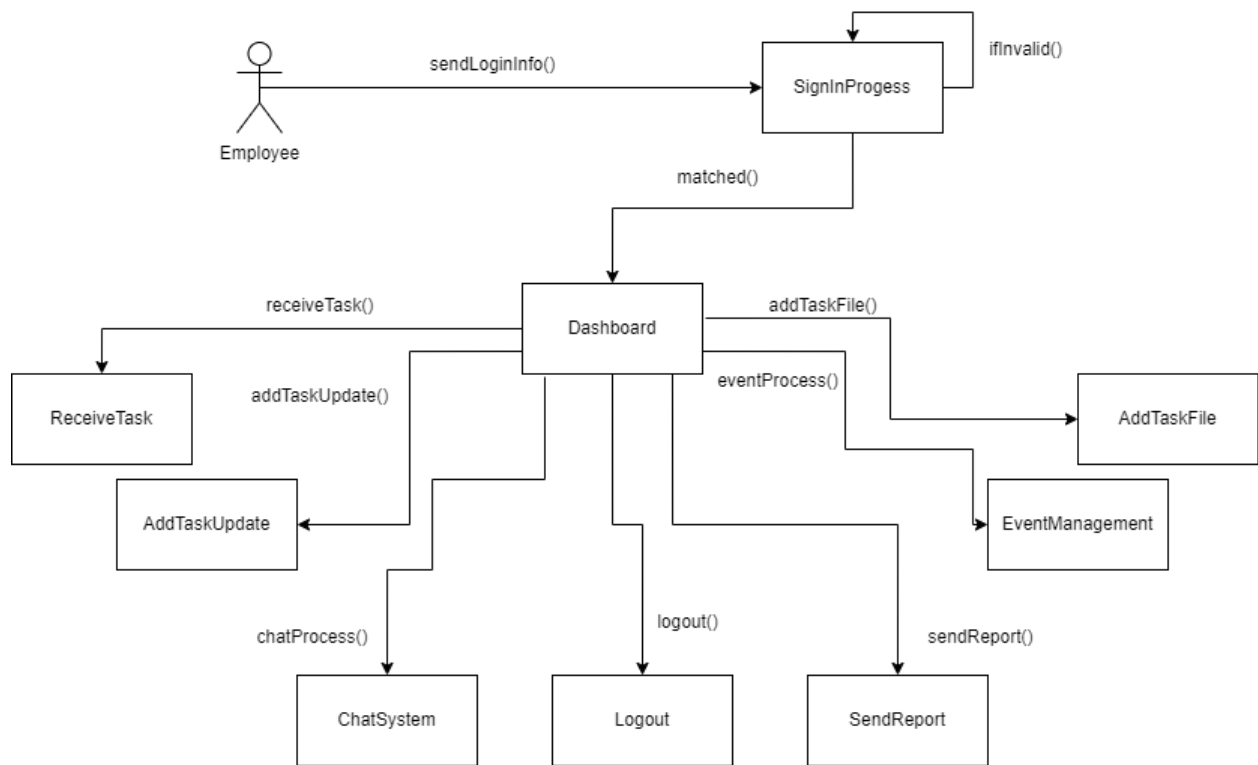 ifInvalid()
sendLoginInfo()
SignInProgess
Employee
matched()
receiveTask()
addTaskFile()
Dashboard
addTaskUpdate()
eventProcess()
ReceiveTask
AddTaskFile
AddTaskUpdate
EventManagement
chatProcess()
logout()
sendReport()
ChatSystem
Logout
SendReport